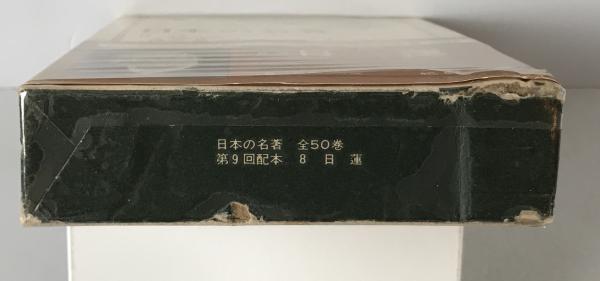 日本の名著 全50巻
第9回配本 8 日 蓮